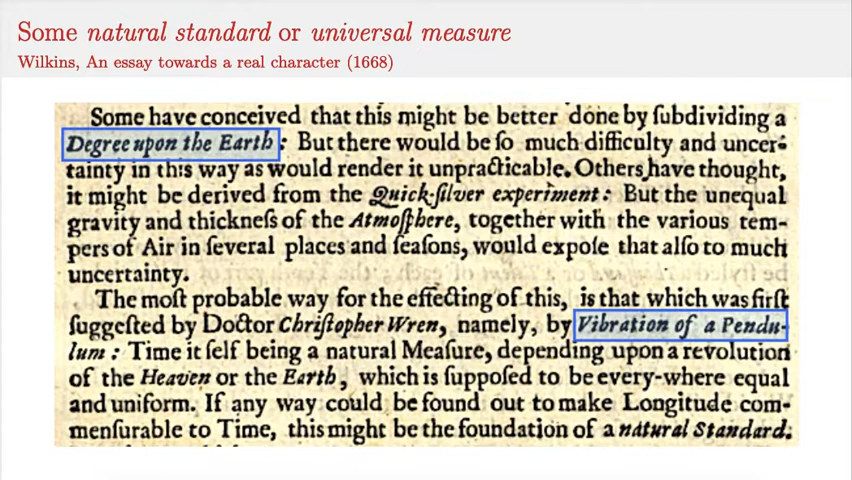 Some natural standard or universal measure
Wilkins, An essay towards a real character (1668)
Some have conceived that this might be better done by ſubdividing a
Degree upon the Earth: But there would be ſo much difficulty and uncer-
tainty in this way as would render it unpracticable. Others have thought,
it might be derived from the Quick-ſilver experiment: But the unequal
gravity and thickneſs of the Atmoſphere, together with the various tem-
pers of Air in ſeveral places and ſeaſons, would expoſe that alſo to much
uncertainty.
The moſt probable way for the effecting of this, is that which was firſt
ſuggeſted by Doctor Chriſtopher Wren, namely, by Vibration of a Pendu-
lum: Time it ſelf being a natural Meaſure, depending upon a revolution
of the Heaven or the Earth, which is ſuppoſed to be every-where equal
and uniform. If any way could be found out to make Longitude com-
menſurable to Time, this might be the foundation of a natural Standard.